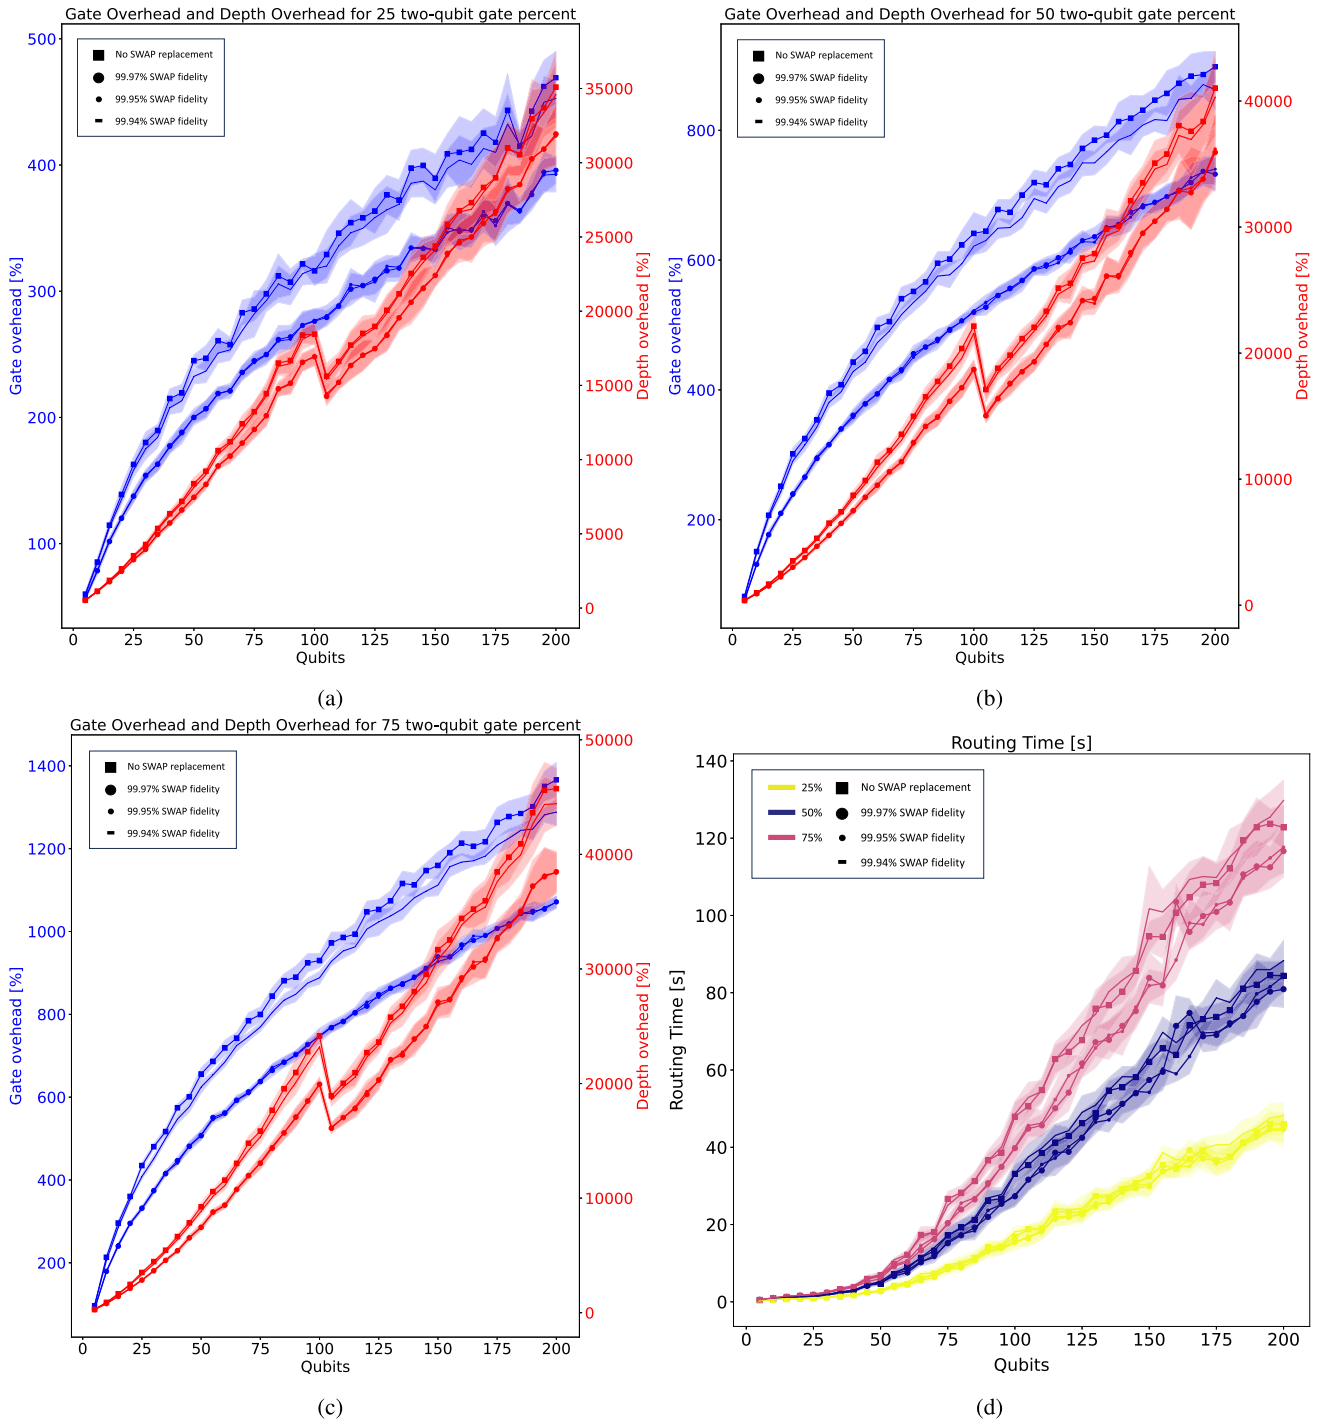 Gate Overhead and Depth Overhead for 25 two-qubit gate percent
No SWAP replacement
99.97% SWAP fidelity
99.95% SWAP fidelity
99.94% SWAP fidelity
500
400
300
200
100
Gate ovehead [%]
35000
30000
25000
20000
15000
10000
5000
0
Depth ovehead [%]
0 25 50 75 100 125 150 175 200
Qubits
(a)
Gate Overhead and Depth Overhead for 50 two-qubit gate percent
No SWAP replacement
99.97% SWAP fidelity
99.95% SWAP fidelity
99.94% SWAP fidelity
800
600
400
200
Gate ovehead [%]
40000
30000
20000
10000
0
Depth ovehead [%]
0 25 50 75 100 125 150 175 200
Qubits
(b)
Gate Overhead and Depth Overhead for 75 two-qubit gate percent
No SWAP replacement
99.97% SWAP fidelity
99.95% SWAP fidelity
99.94% SWAP fidelity
1400
1200
1000
800
600
400
200
Gate ovehead [%]
50000
40000
30000
20000
10000
0
Depth ovehead [%]
0 25 50 75 100 125 150 175 200
Qubits
(c)
Routing Time [s]
25% No SWAP replacement
50% 99.97% SWAP fidelity
75% 99.95% SWAP fidelity
99.94% SWAP fidelity
140
120
100
80
60
40
20
0
Routing Time [s]
0 25 50 75 100 125 150 175 200
Qubits
(d)